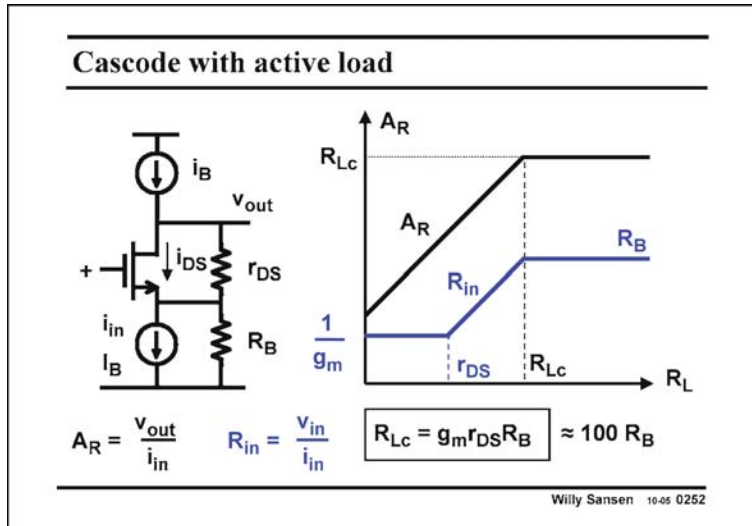 Cascode with active load
i_B
v_out
+
i_DS
r_DS
i_in
I_B
R_B
A_R
R_Lc
A_R
R_B
R_in
1/g_m
r_DS
R_Lc
R_L
A_R = v_out/i_in
R_in = v_in/i_in
R_Lc = g_m r_DS R_B ≈ 100 R_B
Willy Sansen 10-05 0252